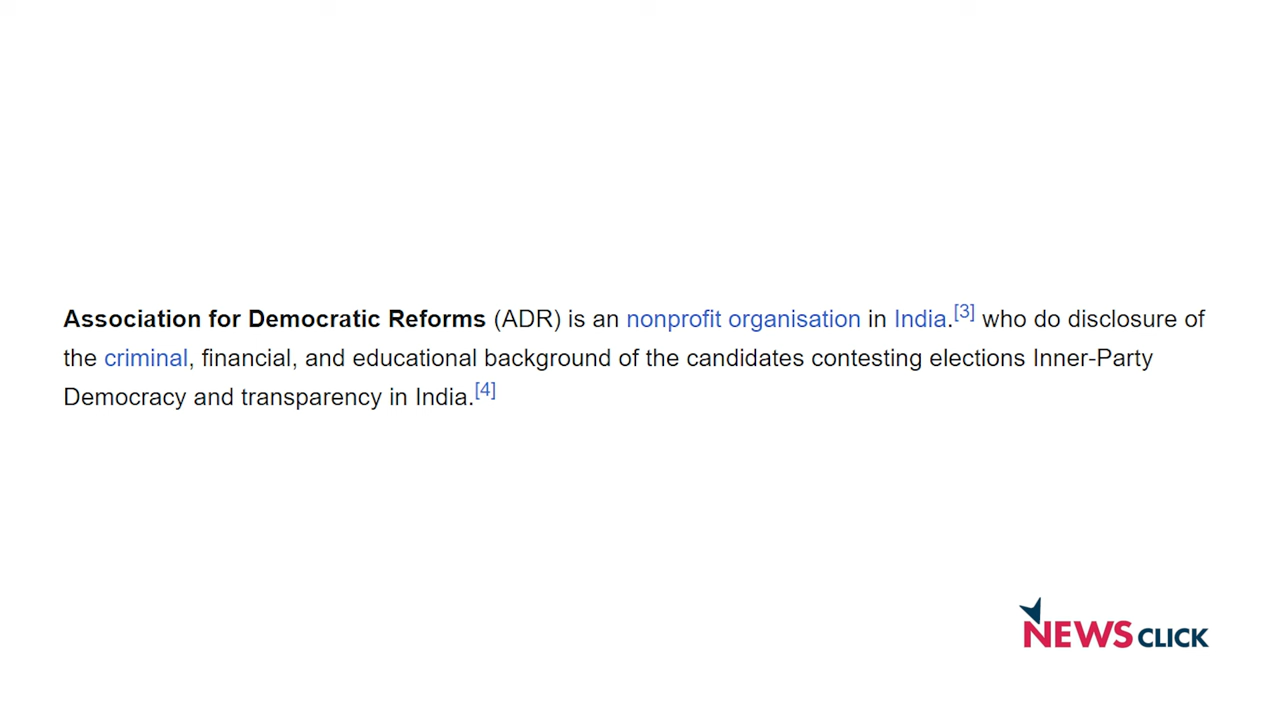 Association for Democratic Reforms (ADR) is an nonprofit organisation in India.[3] who do disclosure of
the criminal, financial, and educational background of the candidates contesting elections Inner-Party
Democracy and transparency in India.[4]
NEWS CLICK